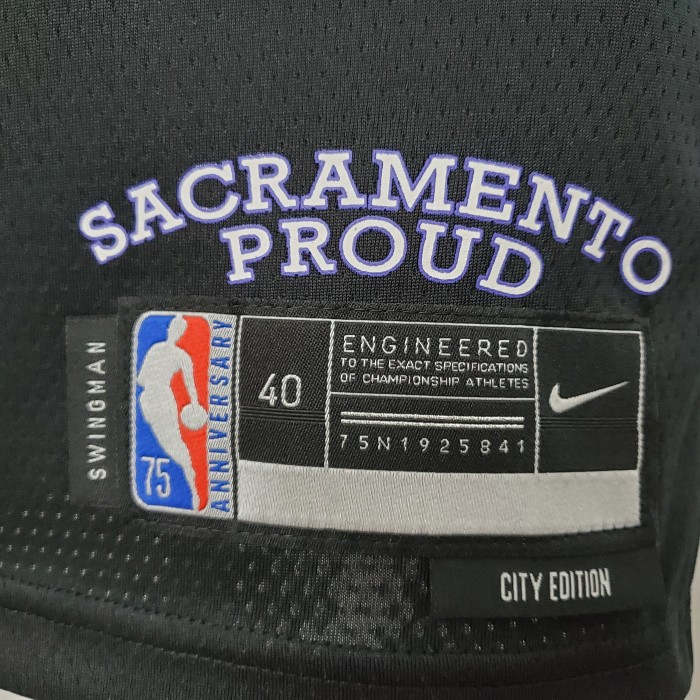 SACRAMENTO
PROUD
SWINGMAN
75
ANNIVERSARY
40
ENGINEERED
TO THE EXACT SPECIFICATIONS
OF CHAMPIONSHIP ATHLETES
75N1925841
CITY EDITION